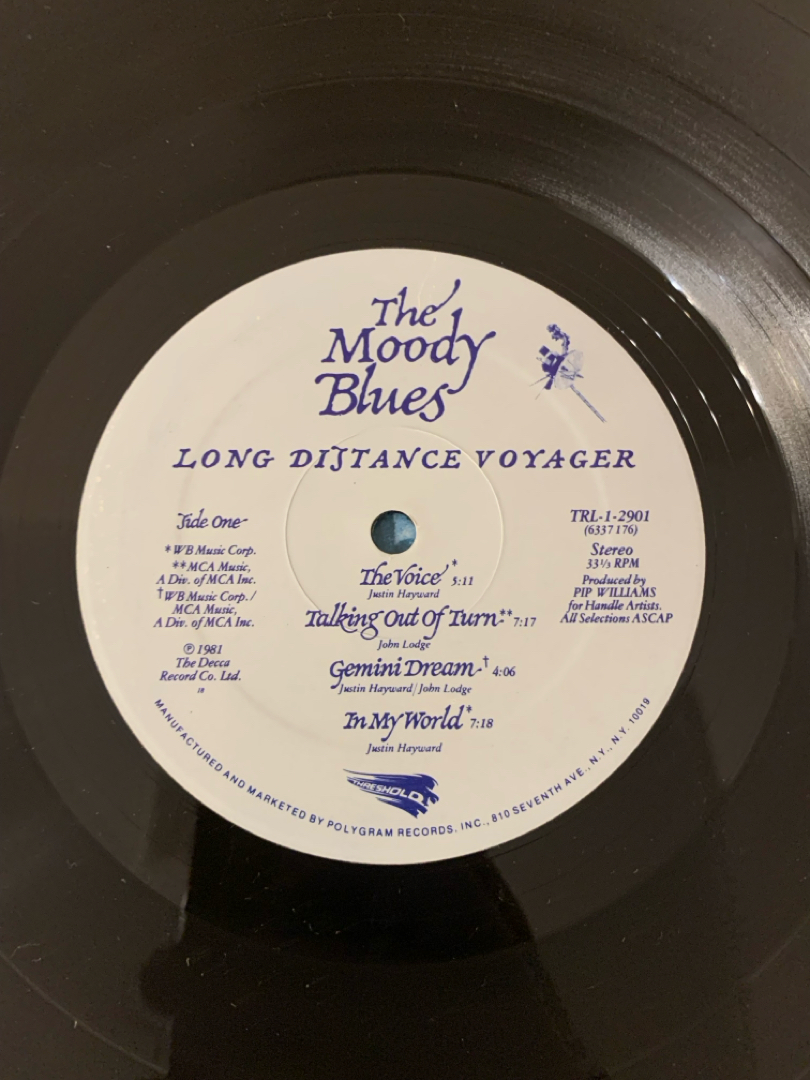 The
Moody
Blues
LONG DISTANCE VOYAGER
Side One
* WB Music Corp.
** MCA Music,
A Div. of MCA Inc.
† WB Music Corp. /
MCA Music,
A Div. of MCA Inc.
℗ 1981
The Decca
Record Co. Ltd.
TRL-1-2901
(6337 176)
Stereo
33 1/3 RPM
Produced by
PIP WILLIAMS
for Handle Artists.
All Selections ASCAP
The Voice* 5:11
Justin Hayward
Talking Out Of Turn** 7:17
John Lodge
Gemini Dream† 4:06
Justin Hayward/John Lodge
In My World* 7:18
Justin Hayward
THRESHOLD
MANUFACTURED AND MARKETED BY POLYGRAM RECORDS, INC., 810 SEVENTH AVE., N.Y., N.Y. 10019